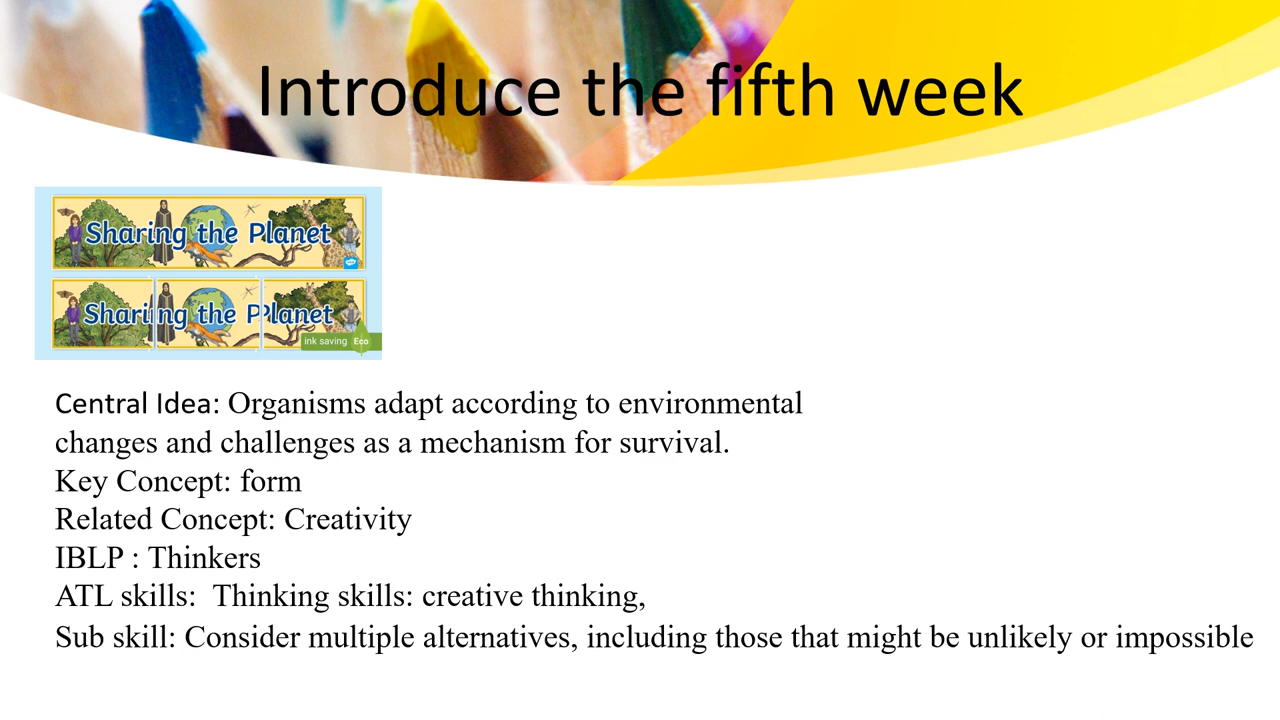 Introduce the fifth week
Sharing the Planet
Sharing the Planet
ink saving Eco
Central Idea: Organisms adapt according to environmental
changes and challenges as a mechanism for survival.
Key Concept: form
Related Concept: Creativity
IBLP : Thinkers
ATL skills:  Thinking skills: creative thinking,
Sub skill: Consider multiple alternatives, including those that might be unlikely or impossible